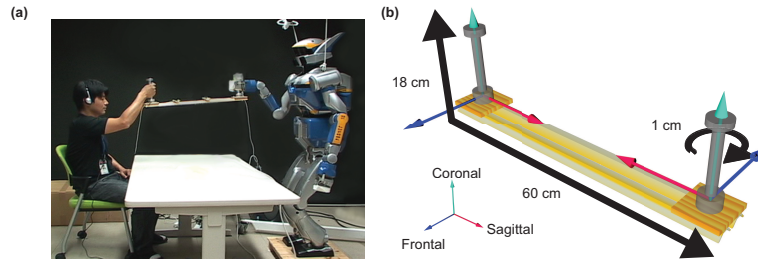 (a)
(b)
18 cm
1 cm
60 cm
Coronal
Frontal
Sagittal